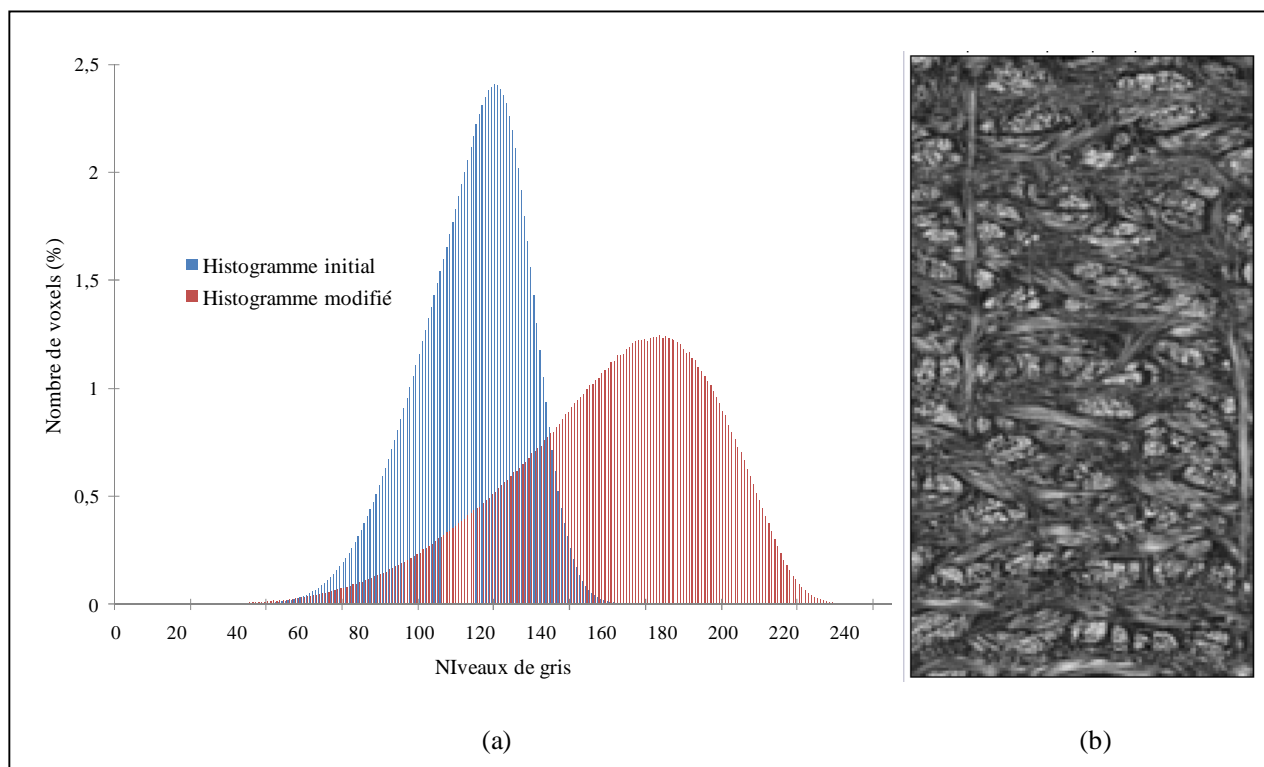 2,5
2
1,5
1
0,5
0
Nombre de voxels (%)
Histogramme initial
Histogramme modifié
0 20 40 60 80 100 120 140 160 180 200 220 240
NIveaux de gris
(a)
(b)